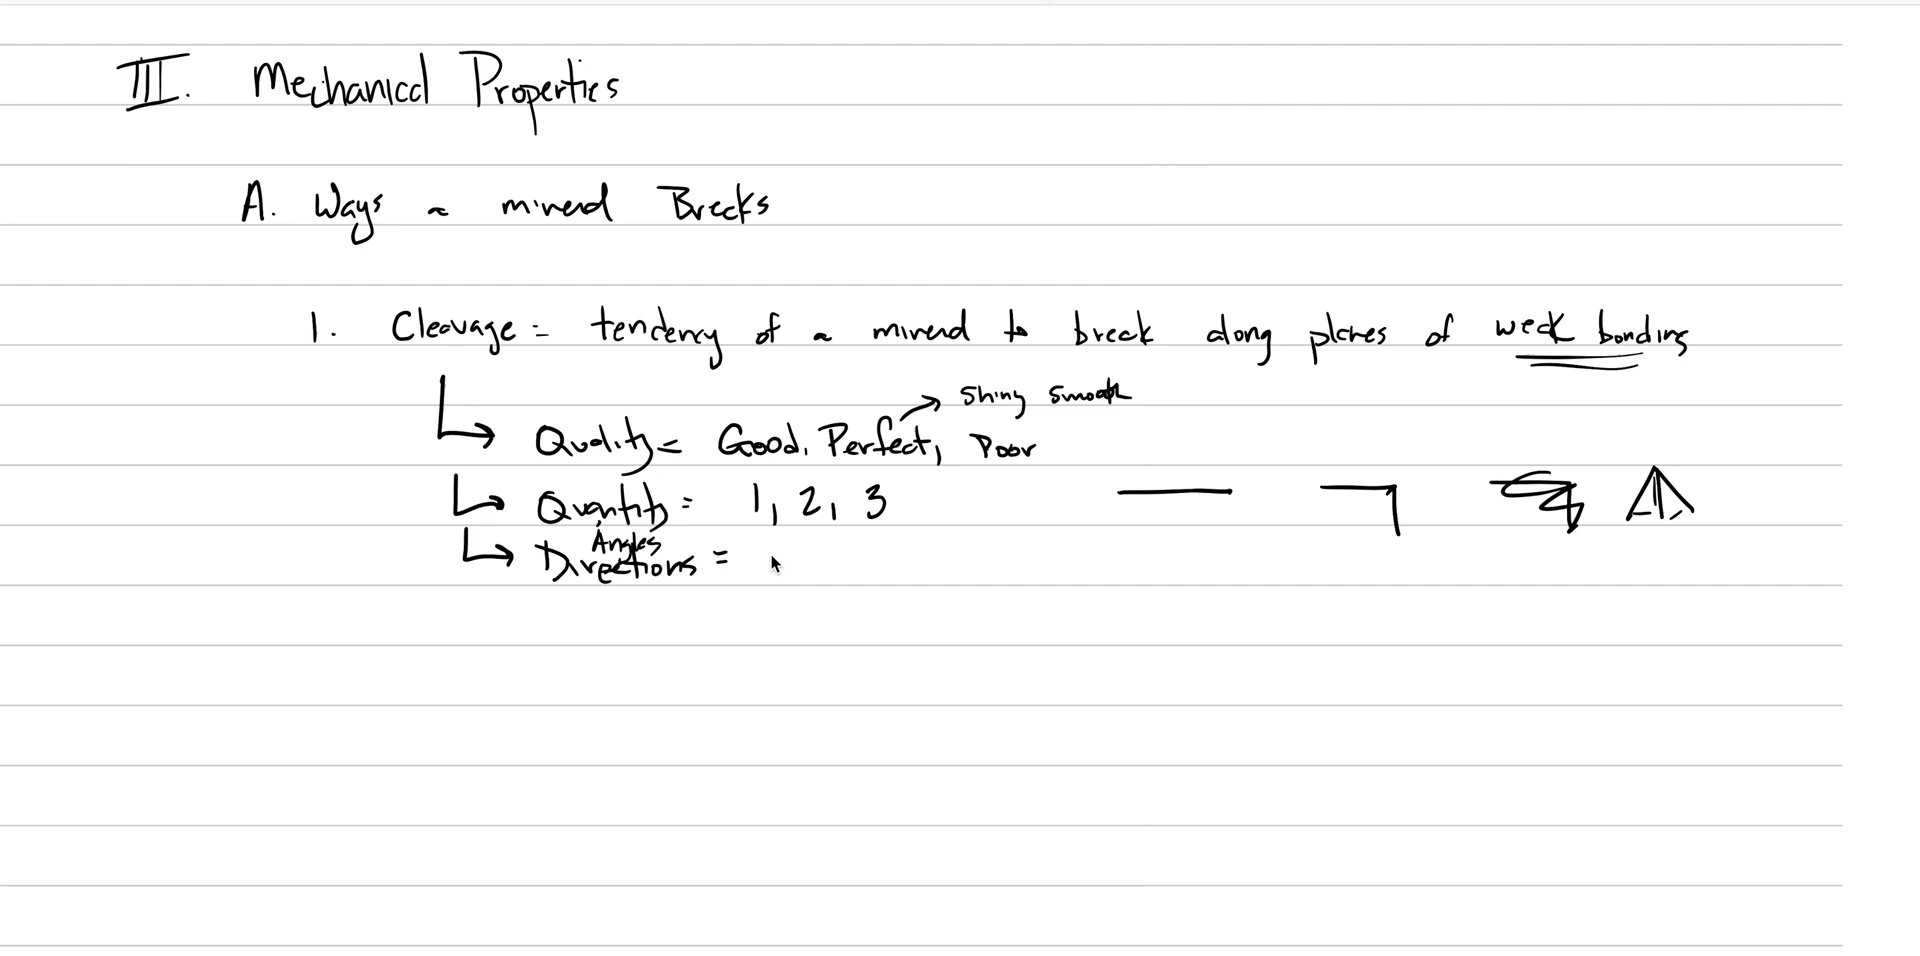 III. Mechanical Properties
A. Ways a mineral Breaks
1. Cleavage = tendency of a mineral to break along planes of weak bonding
shiny smooth
Quality = Good, Perfect, Poor
Quantity = 1, 2, 3
Angles
Directions =